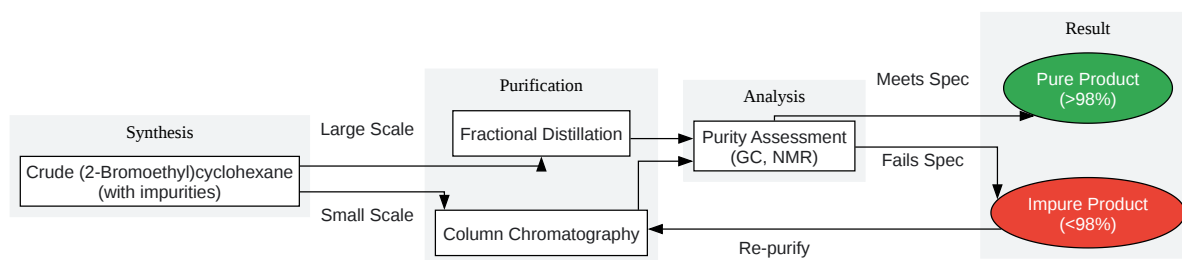 Synthesis
Crude (2-Bromoethyl)cyclohexane
(with impurities)
Large Scale
Small Scale
Purification
Fractional Distillation
Column Chromatography
Analysis
Purity Assessment
(GC, NMR)
Meets Spec
Fails Spec
Re-purify
Result
Pure Product
(>98%)
Impure Product
(<98%)